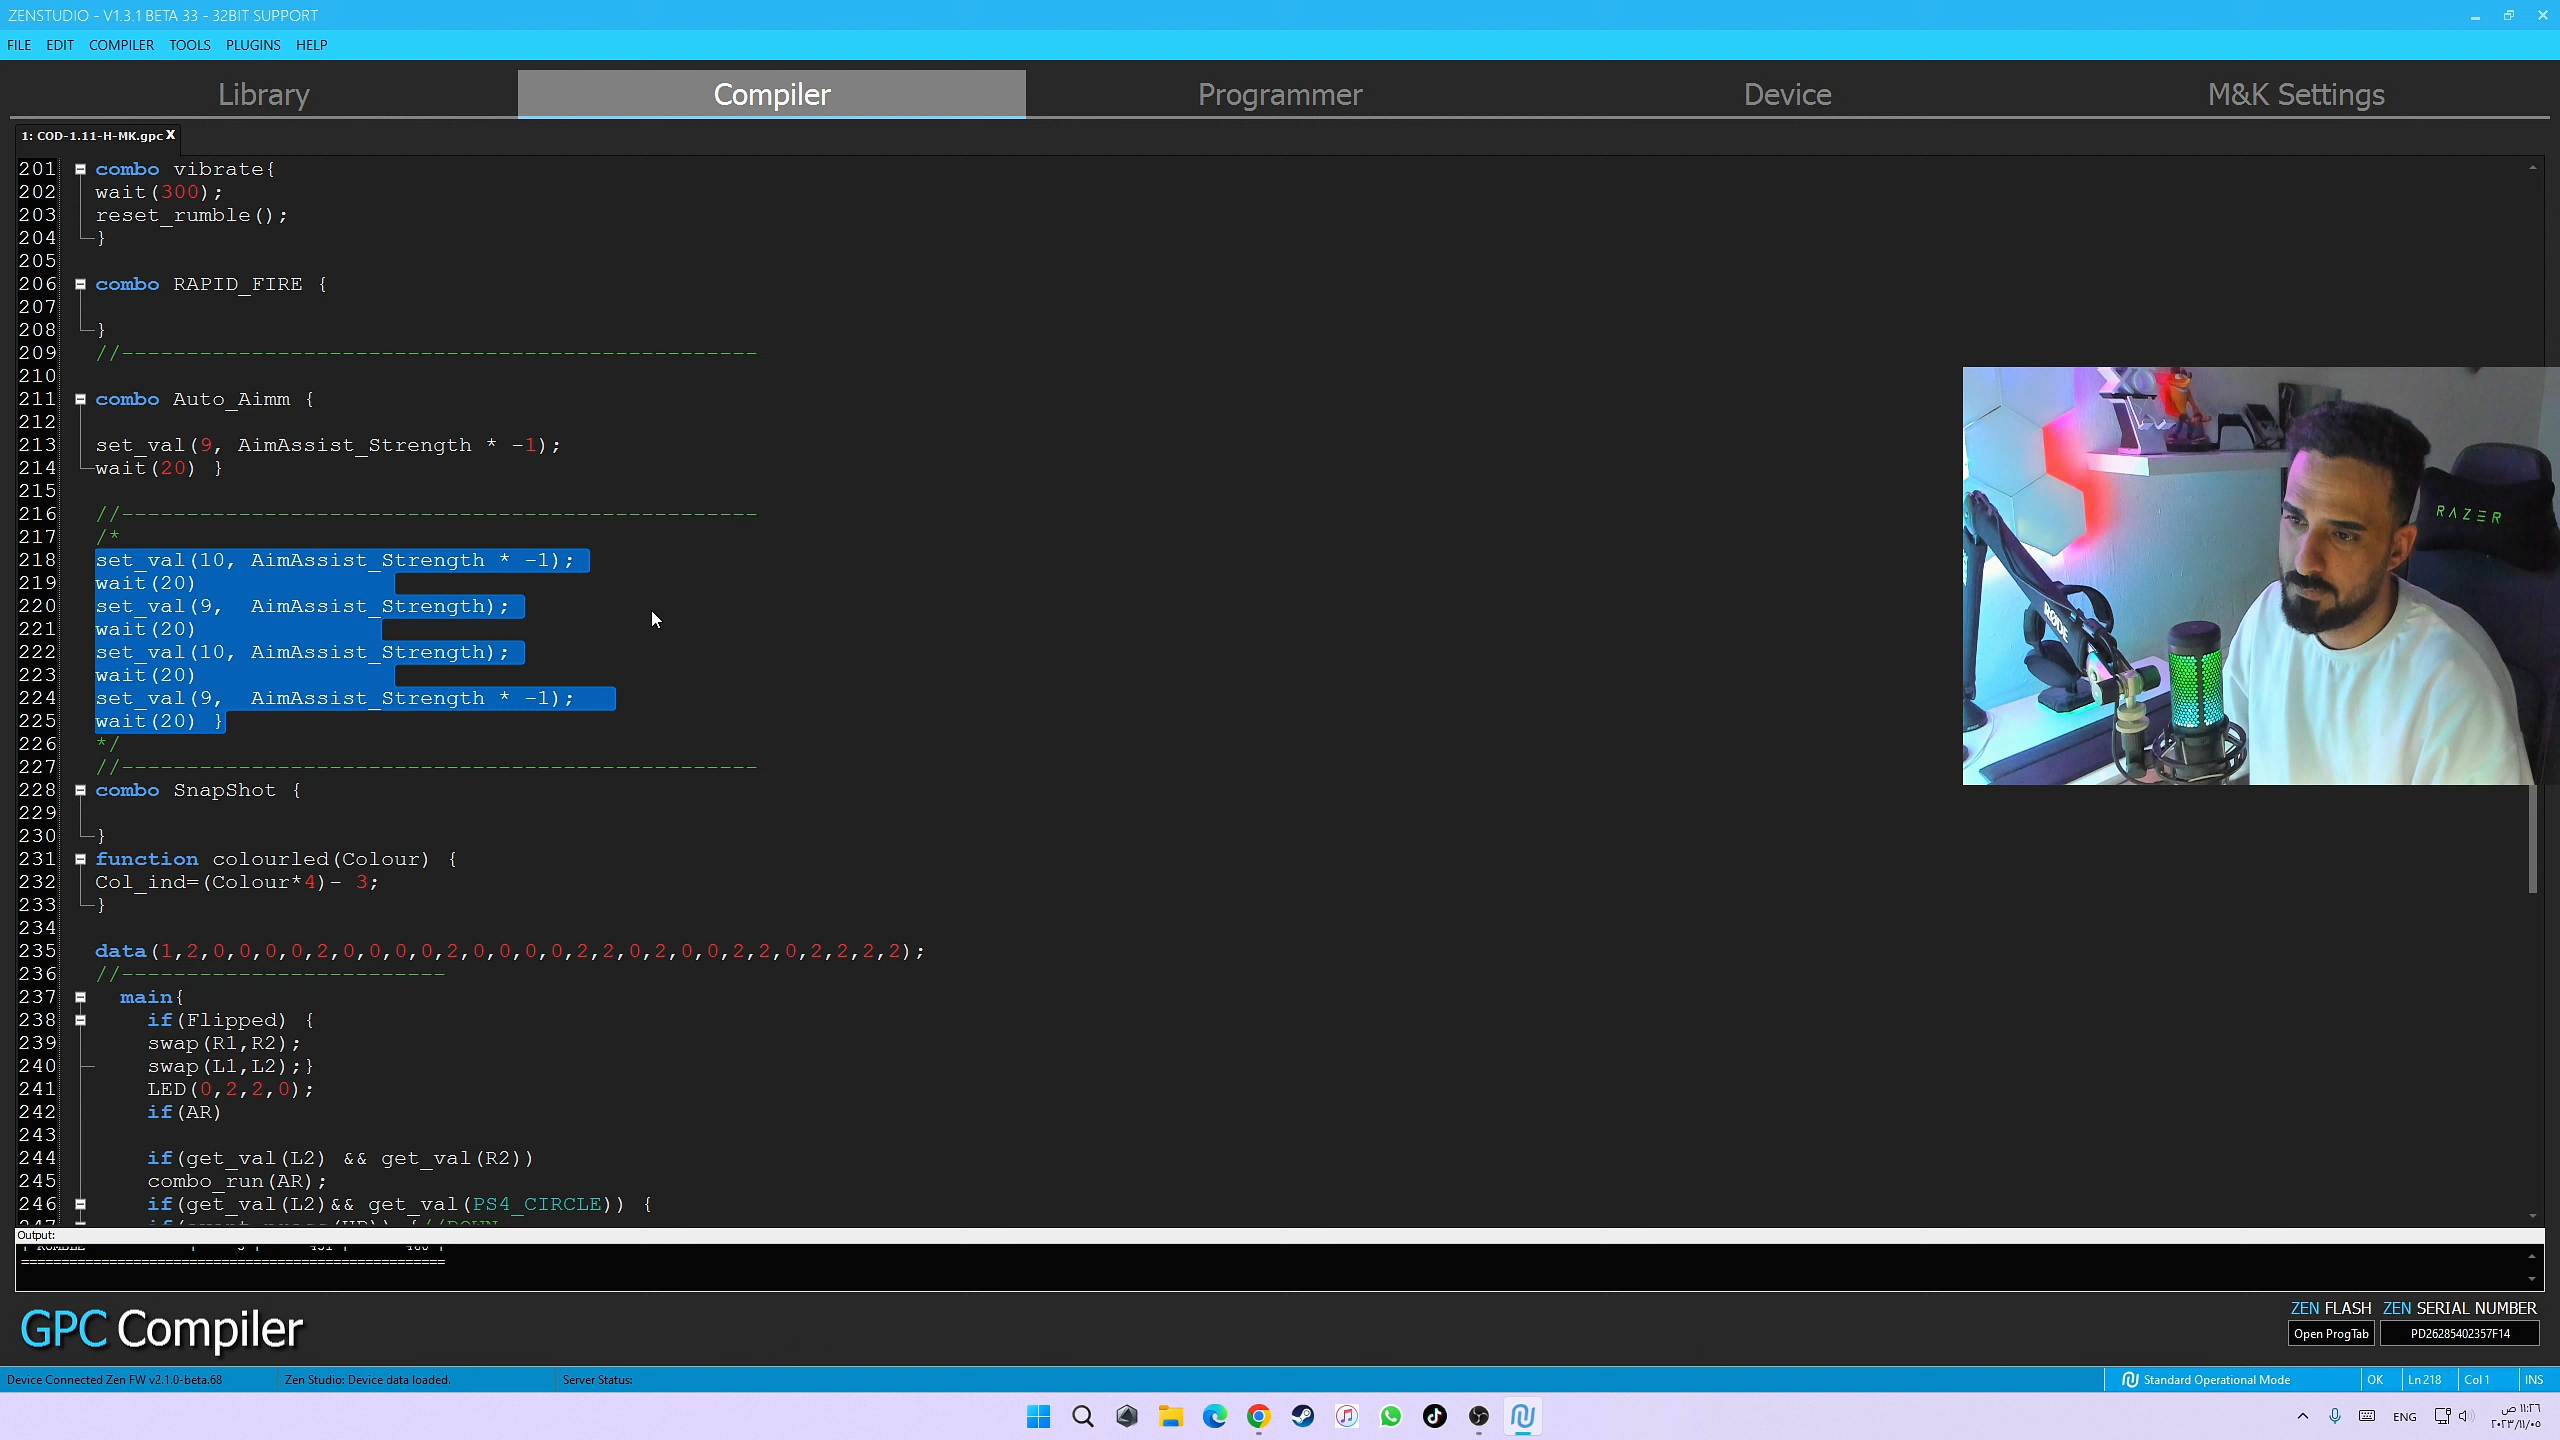 ZENSTUDIO - V1.3.1 BETA 33 - 32BIT SUPPORT
FILE EDIT COMPILER TOOLS PLUGINS HELP
Library Compiler Programmer Device M&K Settings
1: COD-1.11-H-MK.gpc X
201 combo vibrate{
202 wait(300);
203 reset_rumble();
204 }
205
206 combo RAPID_FIRE {
207
208 }
209 //-------------------------------------------------
210
211 combo Auto_Aimm {
212
213 set_val(9, AimAssist_Strength * -1);
214 wait(20) }
215
216 //-------------------------------------------------
217 /*
218 set_val(10, AimAssist_Strength * -1);
219 wait(20)
220 set_val(9,  AimAssist_Strength);
221 wait(20)
222 set_val(10, AimAssist_Strength);
223 wait(20)
224 set_val(9,  AimAssist_Strength * -1);
225 wait(20) }
226 */
227 //-------------------------------------------------
228 combo SnapShot {
229
230 }
231 function colourled(Colour) {
232 Col_ind=(Colour*4)- 3;
233 }
234
235 data(1,2,0,0,0,0,2,0,0,0,0,2,0,0,0,0,2,2,0,2,0,0,2,2,0,2,2,2,2);
236 //-------------------------
237 main{
238 if(Flipped) {
239 swap(R1,R2);
240 swap(L1,L2);}
241 LED(0,2,2,0);
242 if(AR)
243
244 if(get_val(L2) && get_val(R2))
245 combo_run(AR);
246 if(get_val(L2)&& get_val(PS4_CIRCLE)) {
RAZER
RØDE
Output:
=====================================================
GPC Compiler
ZEN FLASH ZEN SERIAL NUMBER
Open ProgTab PD26285402357F14
Device Connected Zen FW v2.1.0-beta.68 Zen Studio: Device data loaded. Server Status: Standard Operational Mode OK Ln 218 Col 1 INS
ENG
١١:٢٦ ص
٢٠٢٣/١١/٠٥